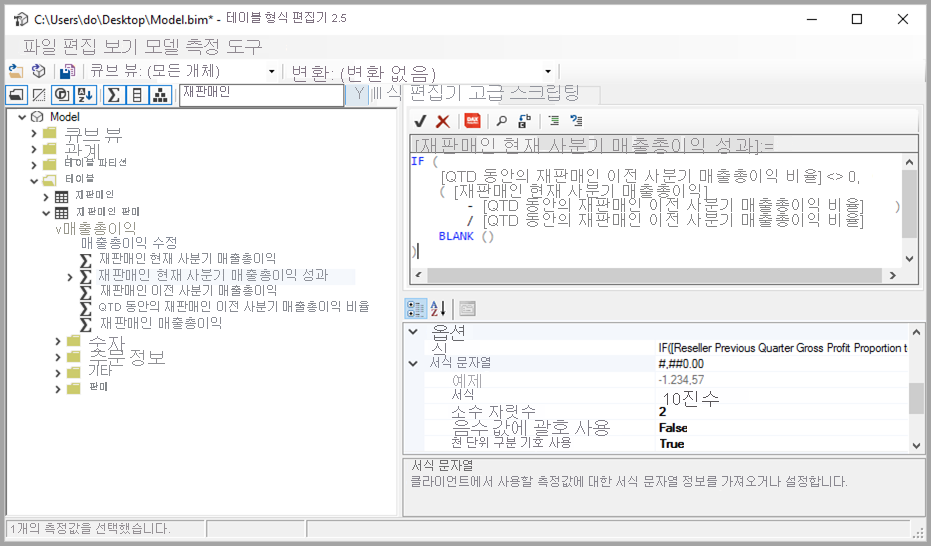 C:\Users\do\Desktop\Model.bim* - 테이블 형식 편집기 2.5
파일 편집 보기 모델 측정 도구
큐브 뷰: (모든 개체) 변환: (변환 없음)
재판매인
식 편집기 고급 스크립팅
Model
큐브 뷰
관계
테이블 파티션
테이블
재판매인
재판매인 판매
매출총이익
매출총이익 수정
재판매인 현재 사분기 매출총이익
재판매인 현재 사분기 매출총이익 성과
재판매인 이전 사분기 매출총이익
QTD 동안의 재판매인 이전 사분기 매출총이익 비율
재판매인 매출총이익
숫자
주문 정보
기타
판매
[재판매인 현재 사분기 매출총이익 성과]:=
IF (
[QTD 동안의 재판매인 이전 사분기 매출총이익 비율] <> 0,
( [재판매인 현재 사분기 매출총이익]
- [QTD 동안의 재판매인 이전 사분기 매출총이익 비율] )
/ [QTD 동안의 재판매인 이전 사분기 매출총이익 비율]
BLANK ()
)
옵션
식 IF([Reseller Previous Quarter Gross Profit Proportion t
서식 문자열 #,##0.00
예제 -1.234,57
서식 10진수
소수 자릿수 2
음수 값에 괄호 사용 False
천 단위 구분 기호 사용 True
서식 문자열
클라이언트에서 사용할 측정값에 대한 서식 문자열 정보를 가져오거나 설정합니다.
1개의 측정값을 선택했습니다.